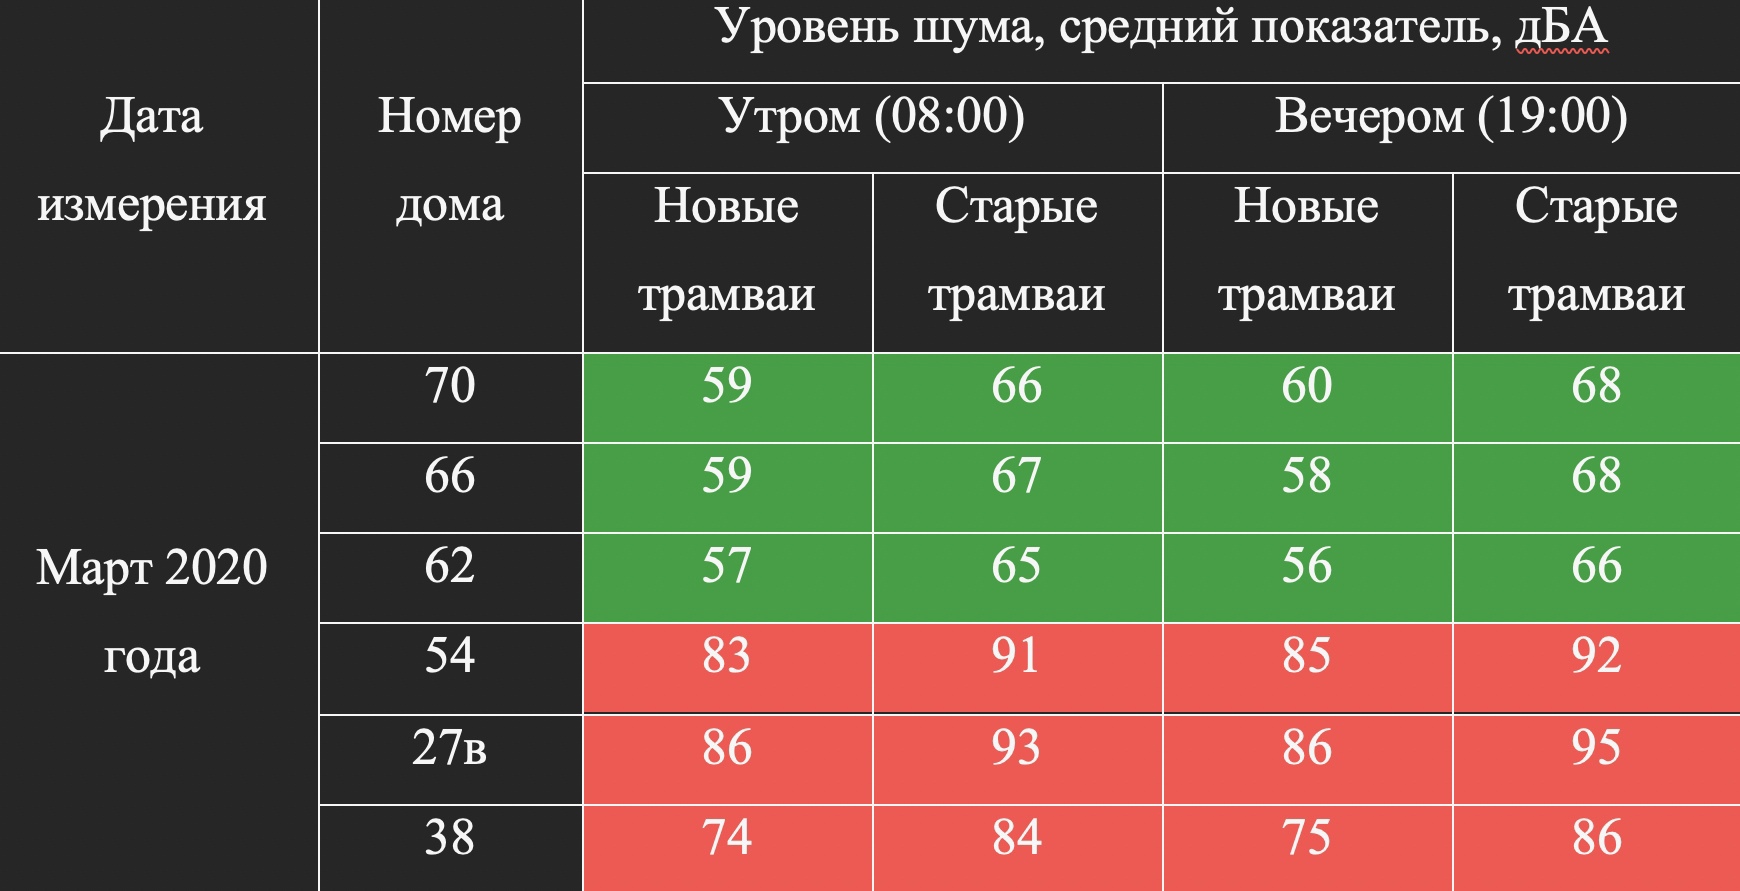 Уровень шума, средний показатель, дБА
Дата
измерения
Номер
дома
Утром (08:00)
Вечером (19:00)
Новые
трамваи
Старые
трамваи
Новые
трамваи
Старые
трамваи
Март 2020
года
70 59 66 60 68
66 59 67 58 68
62 57 65 56 66
54 83 91 85 92
27в 86 93 86 95
38 74 84 75 86